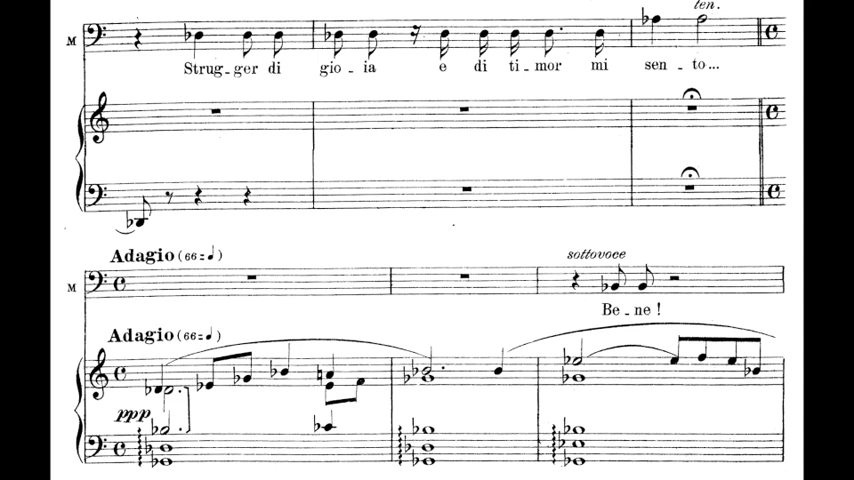 ten.
M
Strug-ger di gio-ia e di ti-mor mi sen-to...
Adagio (66=♩)
sottovoce
M
Be-ne!
Adagio (66=♩)
ppp